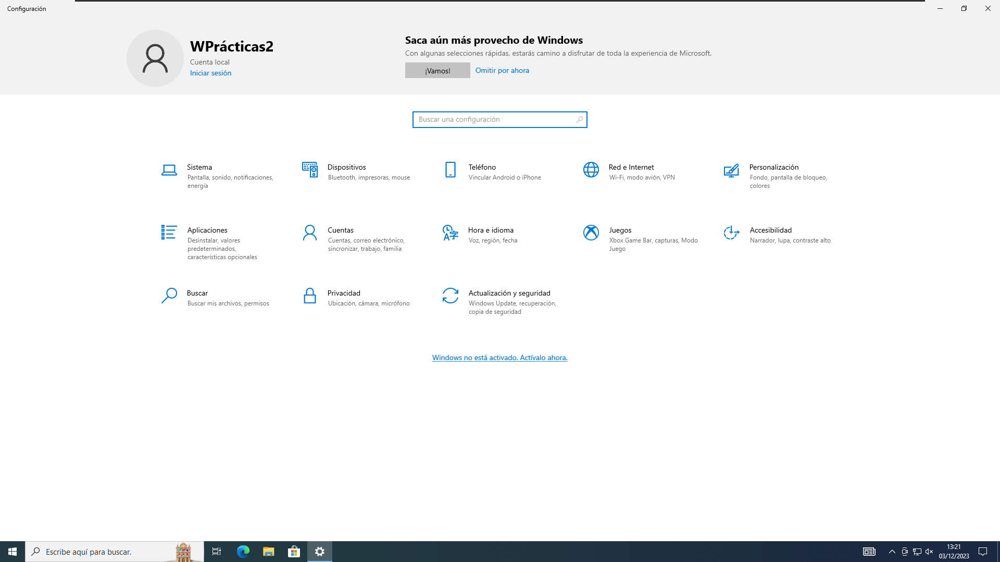 Configuración
WPrácticas2
Cuenta local
Iniciar sesión
Saca aún más provecho de Windows
Con algunas selecciones rápidas, estarás camino a disfrutar de toda la experiencia de Microsoft.
¡Vamos!
Omitir por ahora
Buscar una configuración
Sistema
Pantalla, sonido, notificaciones,
energía
Dispositivos
Bluetooth, impresoras, mouse
Teléfono
Vincular Android o iPhone
Red e Internet
Wi-Fi, modo avión, VPN
Personalización
Fondo, pantalla de bloqueo,
colores
Aplicaciones
Desinstalar, valores
predeterminados,
características opcionales
Cuentas
Cuentas, correo electrónico,
sincronizar, trabajo, familia
Hora e idioma
Voz, región, fecha
Juegos
Xbox Game Bar, capturas, Modo
Juego
Accesibilidad
Narrador, lupa, contraste alto
Buscar
Buscar mis archivos, permisos
Privacidad
Ubicación, cámara, micrófono
Actualización y seguridad
Windows Update, recuperación,
copia de seguridad
Windows no está activado. Actívalo ahora.
Escribe aquí para buscar.
13:21
03/12/2023